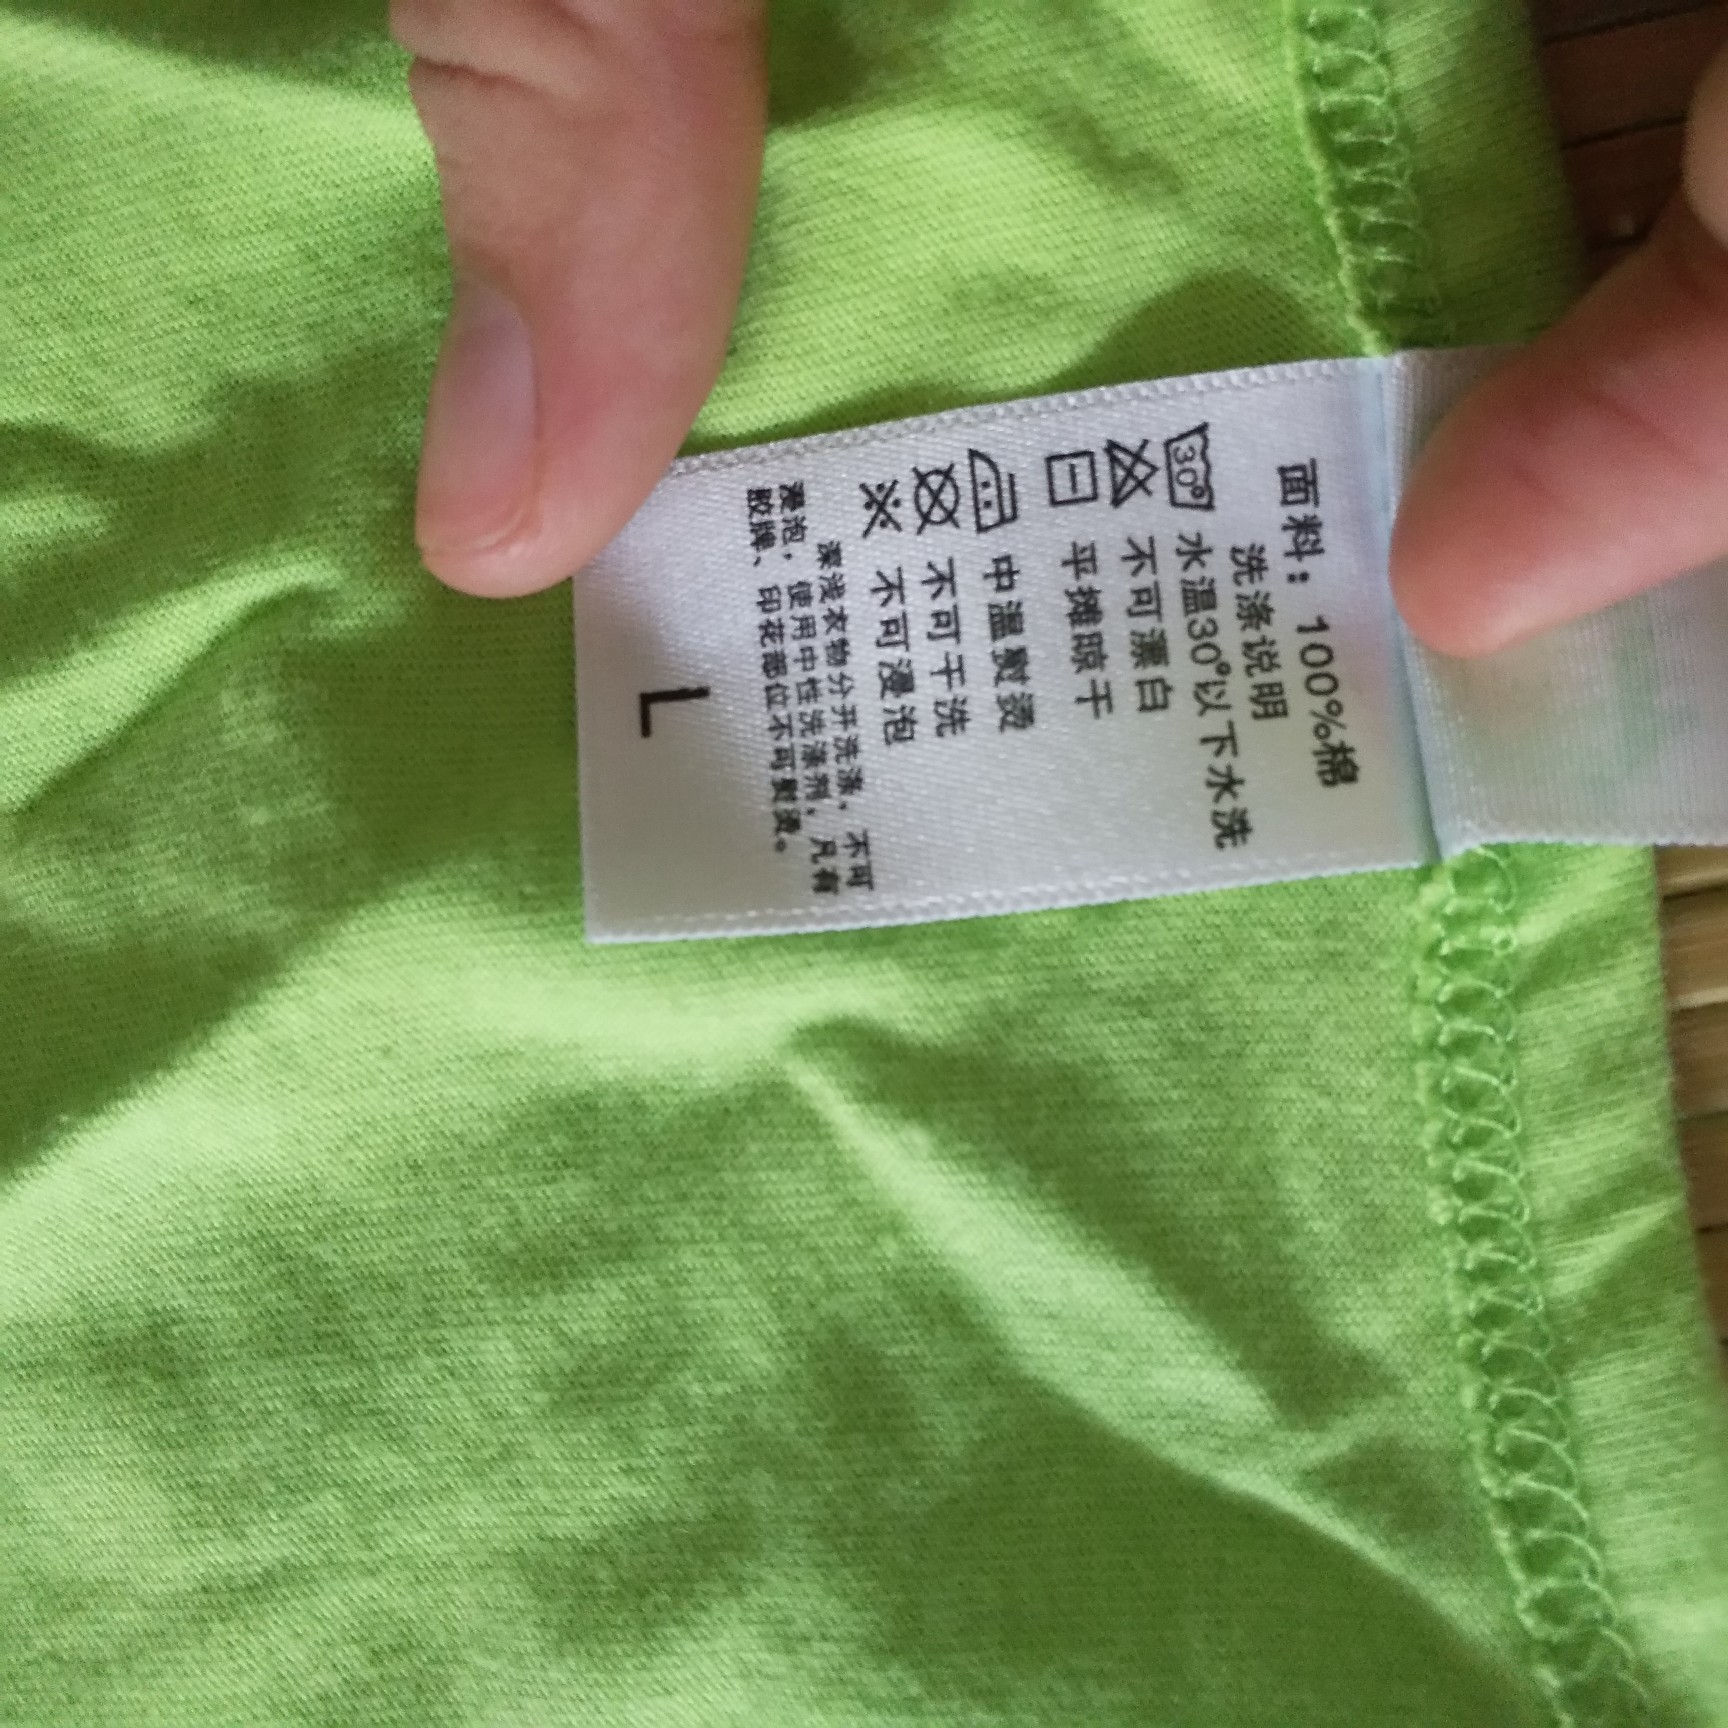 面料：100%棉
洗涤说明
30°
水温30°以下水洗
不可漂白
平摊晾干
中温熨烫
不可干洗
不可浸泡
深浅衣物分开洗涤，不可
浸泡，使用中性洗涤剂，凡有
胶牌、印花部位不可熨烫。
L